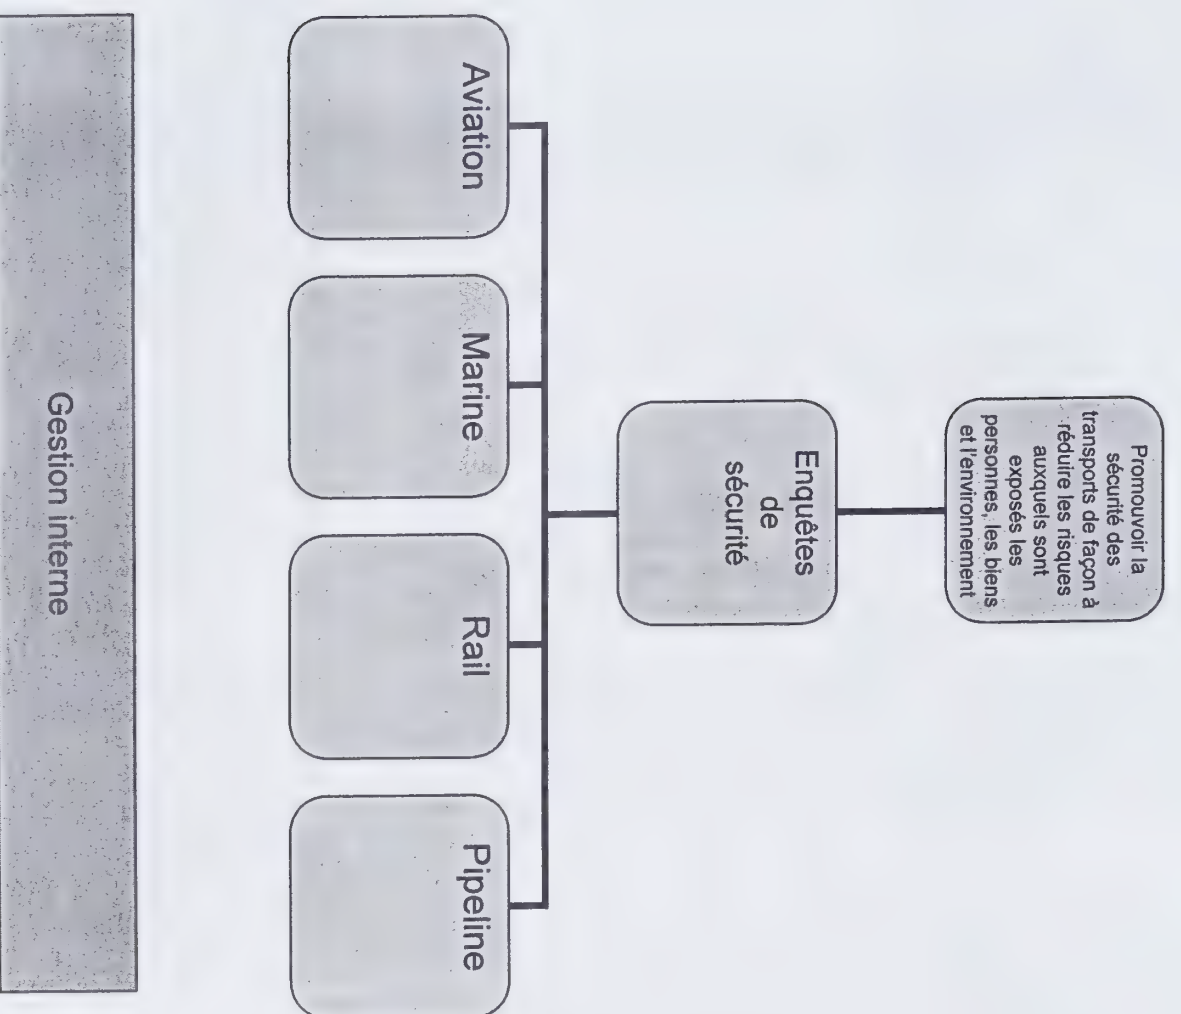 Promouvoir la
sécurité des
transports de façon à
réduire les risques
auxquels sont
exposés les
personnes, les biens
et l'environnement
Enquêtes
de
sécurité
Aviation
Marine
Rail
Pipeline
Gestion interne